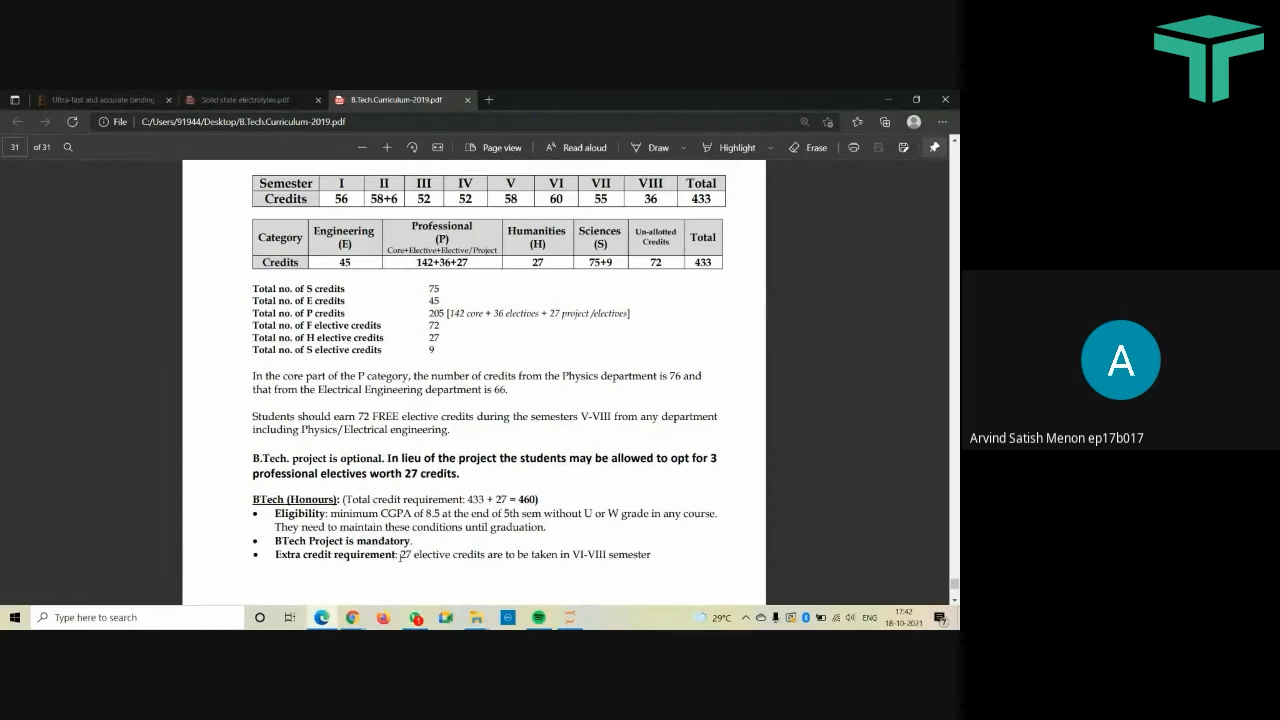 Ultra-fast and accurate binding
Solid state electrolytes.pdf
B.Tech.Curriculum-2019.pdf
File C:/Users/91944/Desktop/B.Tech.Curriculum-2019.pdf
31 of 31 Page view Read aloud Draw Highlight Erase
Semester I II III IV V VI VII VIII Total
Credits 56 58+6 52 52 58 60 55 36 433
Category Engineering (E) Professional (P) Core+Elective+Elective/Project Humanities (H) Sciences (S) Un-allotted Credits Total
Credits 45 142+36+27 27 75+9 72 433
Total no. of S credits 75
Total no. of E credits 45
Total no. of P credits 205 [142 core + 36 electives + 27 project /electives]
Total no. of F elective credits 72
Total no. of H elective credits 27
Total no. of S elective credits 9
In the core part of the P category, the number of credits from the Physics department is 76 and
that from the Electrical Engineering department is 66.
Students should earn 72 FREE elective credits during the semesters V-VIII from any department
including Physics/Electrical engineering.
B.Tech. project is optional. In lieu of the project the students may be allowed to opt for 3
professional electives worth 27 credits.
BTech (Honours): (Total credit requirement: 433 + 27 = 460)
• Eligibility: minimum CGPA of 8.5 at the end of 5th sem without U or W grade in any course.
They need to maintain these conditions until graduation.
• BTech Project is mandatory.
• Extra credit requirement: 27 elective credits are to be taken in VI-VIII semester
Type here to search
29°C ENG
17:42
18-10-2021
A
Arvind Satish Menon ep17b017